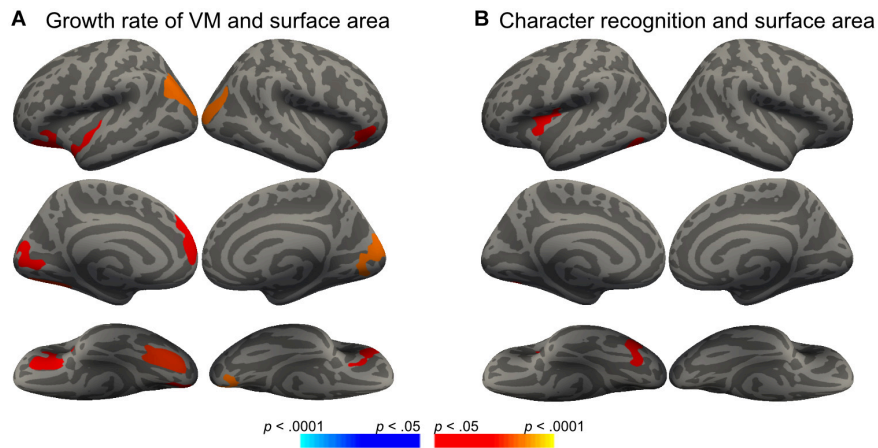 A Growth rate of VM and surface area
B Character recognition and surface area
p < .0001 p < .05 p < .05 p < .0001